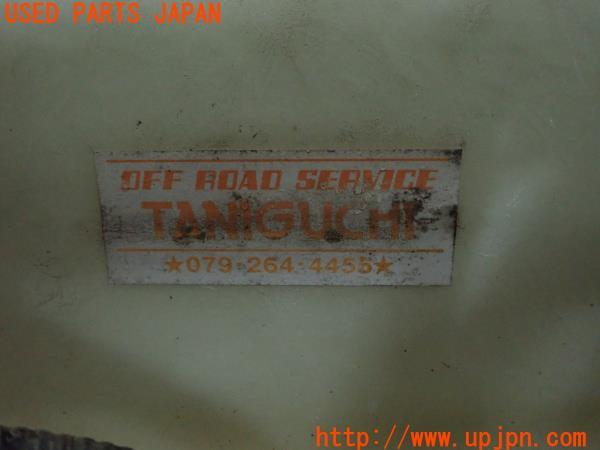 USED PARTS JAPAN
OFF ROAD SERVICE
TANIGUCHI
★079-264-4455★
http://www.upjpn.com/